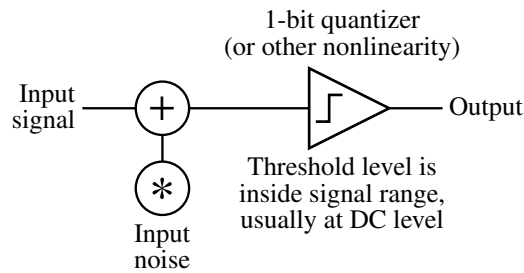 1-bit quantizer
(or other nonlinearity)
Input
signal
+
Output
Threshold level is
inside signal range,
usually at DC level
*
Input
noise